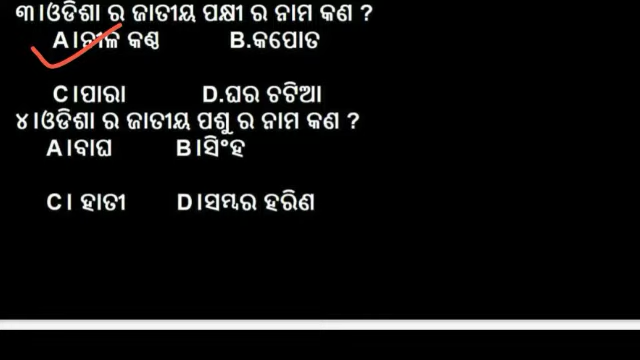 ୩।ଓଡିଶା ର ଜାତୀୟ ପକ୍ଷୀ ର ନାମ କଣ ?
A।ନୀଳ କଣ୍ଠ B.କପୋତ
C।ପାରା D.ଘର ଚଟିଆ
୪।ଓଡିଶା ର ଜାତୀୟ ପଶୁ ର ନାମ କଣ ?
A।ବାଘ B।ସିଂହ
C। ହାତୀ D।ସମ୍ବର ହରିଣ